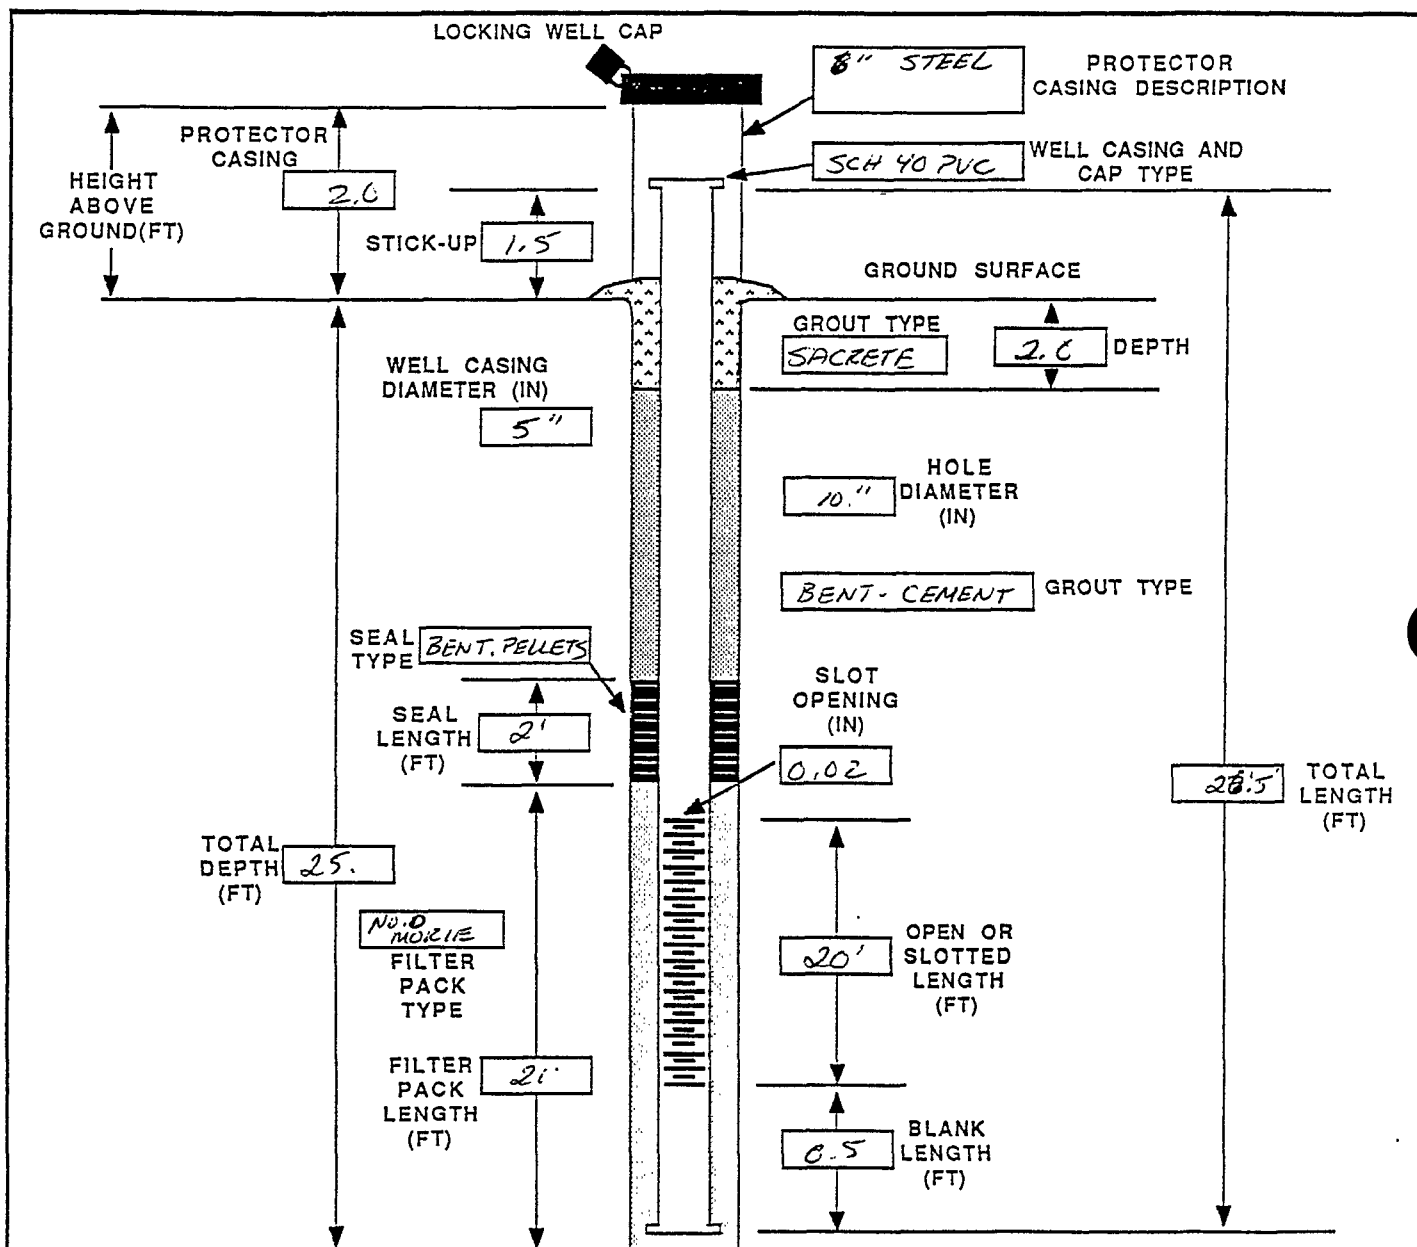 LOCKING WELL CAP
8" STEEL
PROTECTOR
CASING DESCRIPTION
PROTECTOR
CASING
2.0
HEIGHT
ABOVE
GROUND(FT)
SCH 40 PVC
WELL CASING AND
CAP TYPE
STICK-UP
1.5
GROUND SURFACE
GROUT TYPE
SACRETE
2.0
DEPTH
WELL CASING
DIAMETER (IN)
5"
HOLE
DIAMETER
(IN)
10."
BENT-CEMENT
GROUT TYPE
SEAL
TYPE
BENT. PELLETS
SLOT
OPENING
(IN)
0.02
SEAL
LENGTH
(FT)
2'
TOTAL
LENGTH
(FT)
TOTAL
DEPTH
(FT)
25.
NO.0
MORIE
FILTER
PACK
TYPE
20'
OPEN OR
SLOTTED
LENGTH
(FT)
FILTER
PACK
LENGTH
(FT)
21'
0.5
BLANK
LENGTH
(FT)